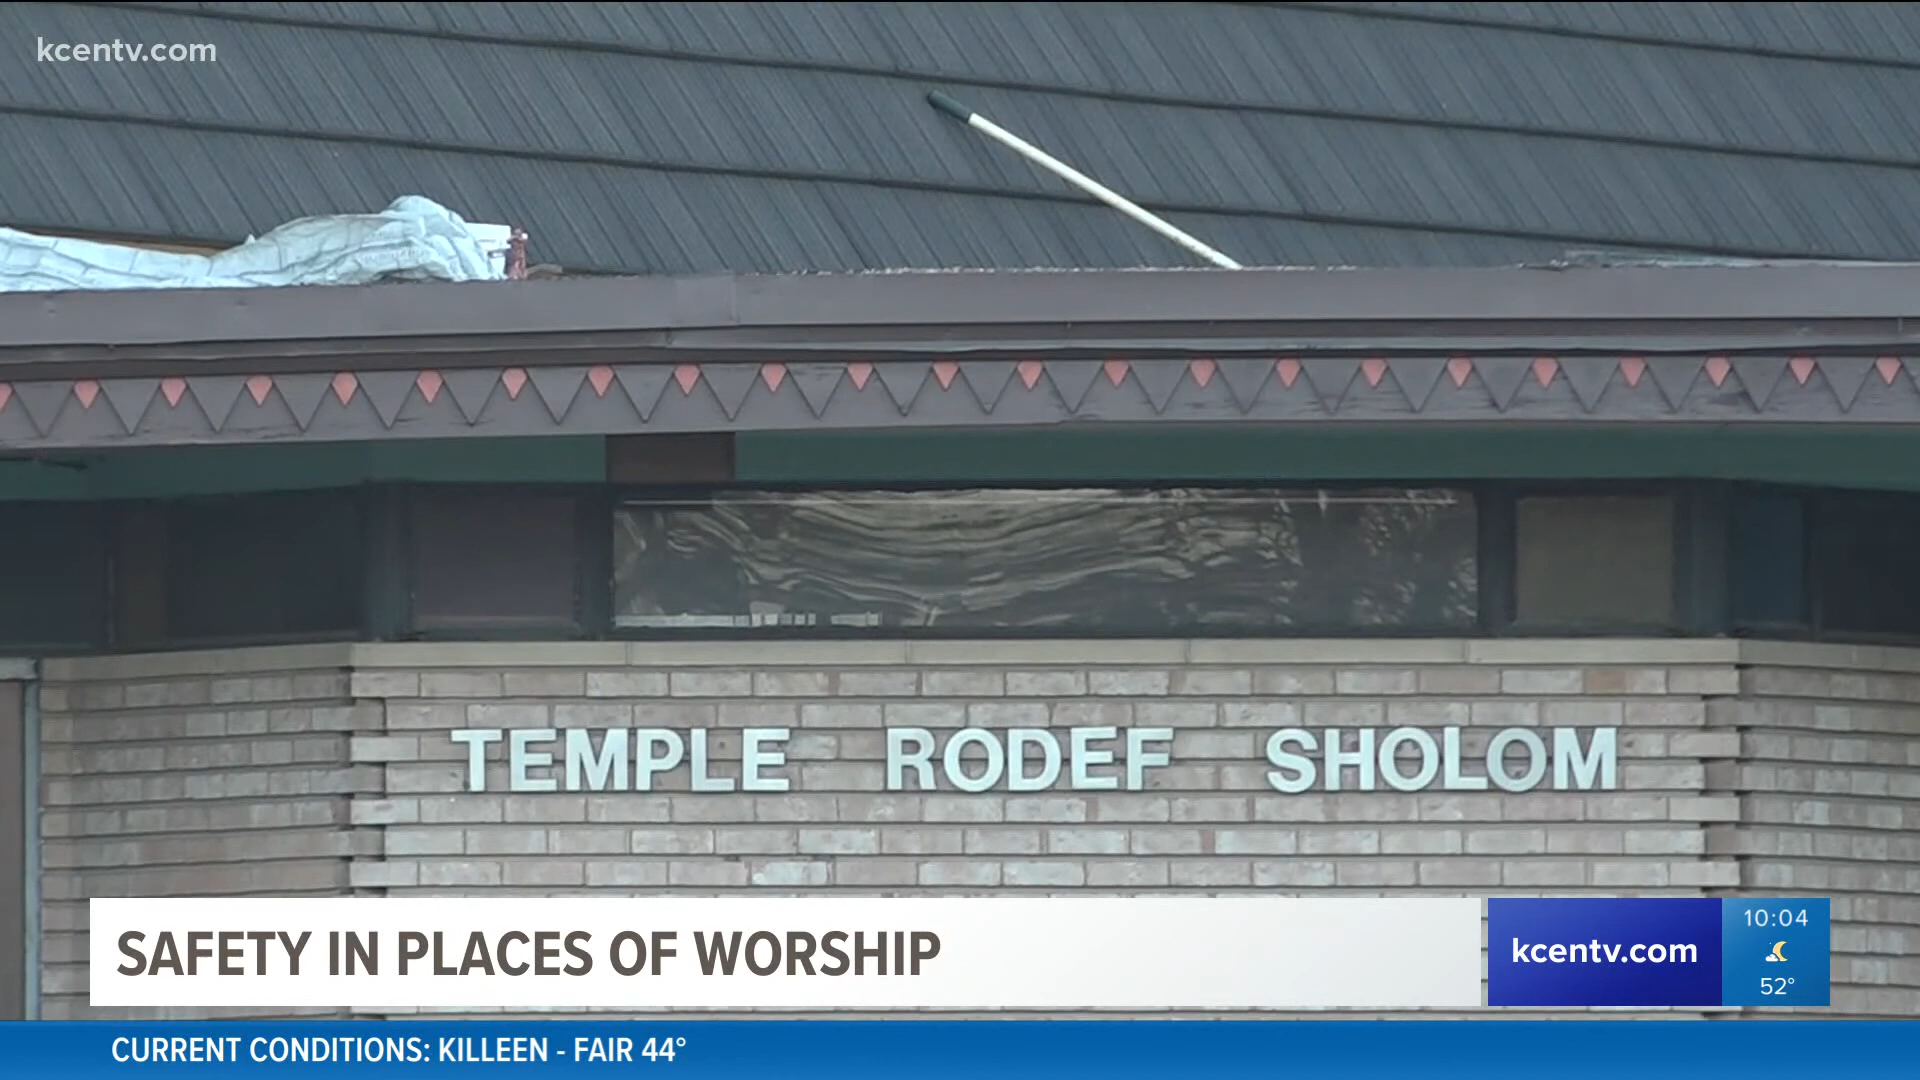 kcentv.com
TEMPLE RODEF SHOLOM
SAFETY IN PLACES OF WORSHIP
kcentv.com
10:04
52°
CURRENT CONDITIONS: KILLEEN - FAIR 44°